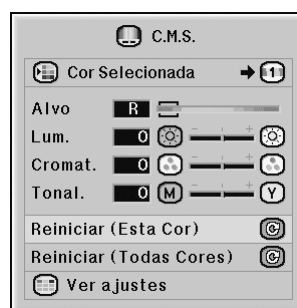 C.M.S.
Cor Selecionada 1
Alvo R
Lum. 0 - +
Cromat. 0 - +
Tonal. 0 M - + Y
Reiniciar (Esta Cor)
Reiniciar (Todas Cores)
Ver ajustes